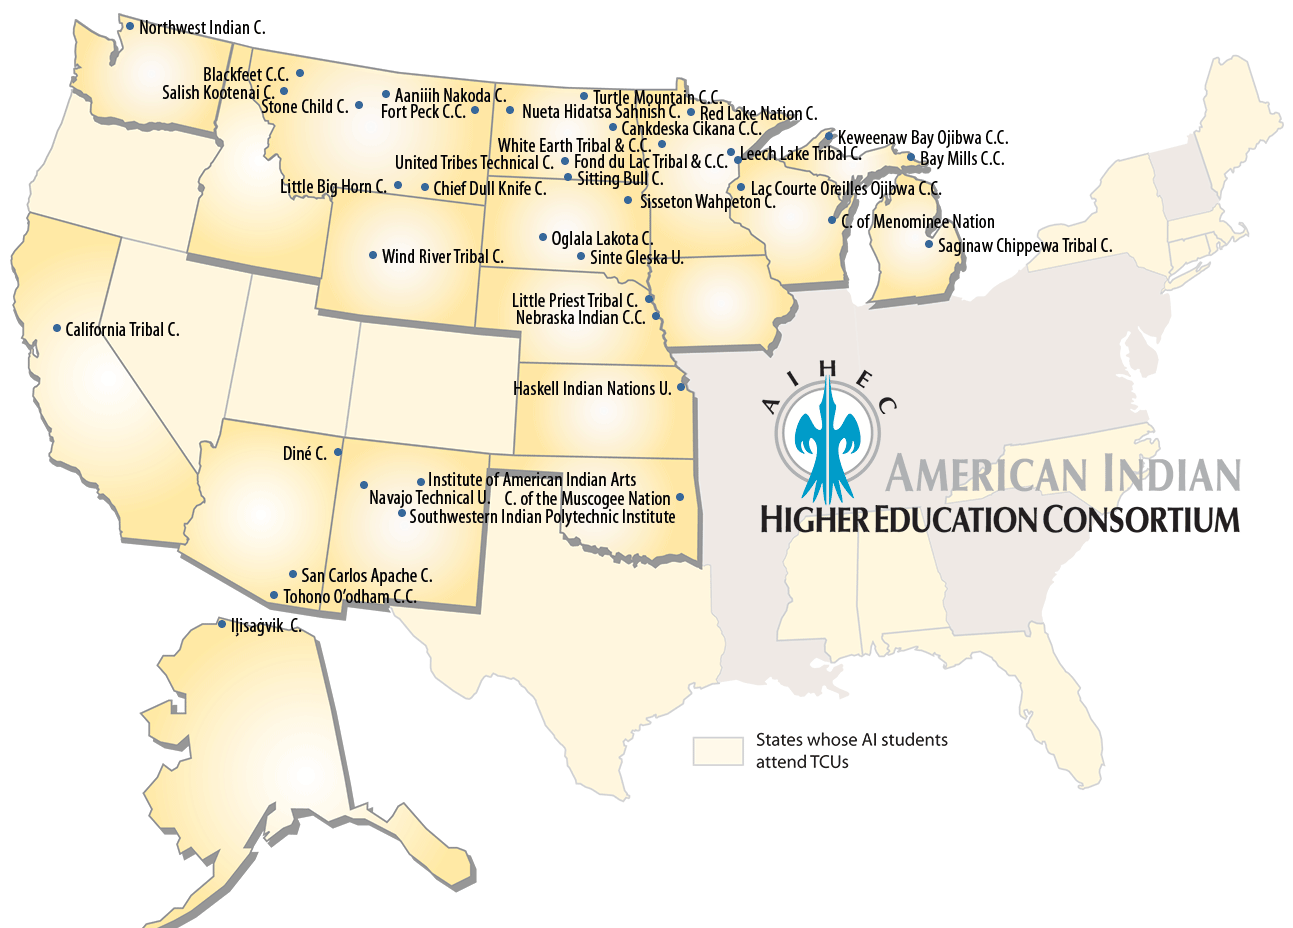 Northwest Indian C.
Blackfeet C.C.
Salish Kootenai C.
Stone Child C.
Aaniiih Nakoda C.
Fort Peck C.C.
Turtle Mountain C.C.
Nueta Hidatsa Sahnish C.
Red Lake Nation C.
Cankdeska Cikana C.C.
White Earth Tribal & C.C.
Leech Lake Tribal C.
Keweenaw Bay Ojibwa C.C.
Bay Mills C.C.
United Tribes Technical C.
Fond du Lac Tribal & C.C.
Sitting Bull C.
Little Big Horn C.
Chief Dull Knife C.
Lac Courte Oreilles Ojibwa C.C.
Sisseton Wahpeton C.
C. of Menominee Nation
Oglala Lakota C.
Saginaw Chippewa Tribal C.
Wind River Tribal C.
Sinte Gleska U.
Little Priest Tribal C.
Nebraska Indian C.C.
California Tribal C.
Haskell Indian Nations U.
AIHEC
Diné C.
AMERICAN INDIAN
HIGHER EDUCATION CONSORTIUM
Institute of American Indian Arts
Navajo Technical U.
C. of the Muscogee Nation
Southwestern Indian Polytechnic Institute
San Carlos Apache C.
Tohono O’odham C.C.
Iḷisaġvik C.
States whose AI students
attend TCUs